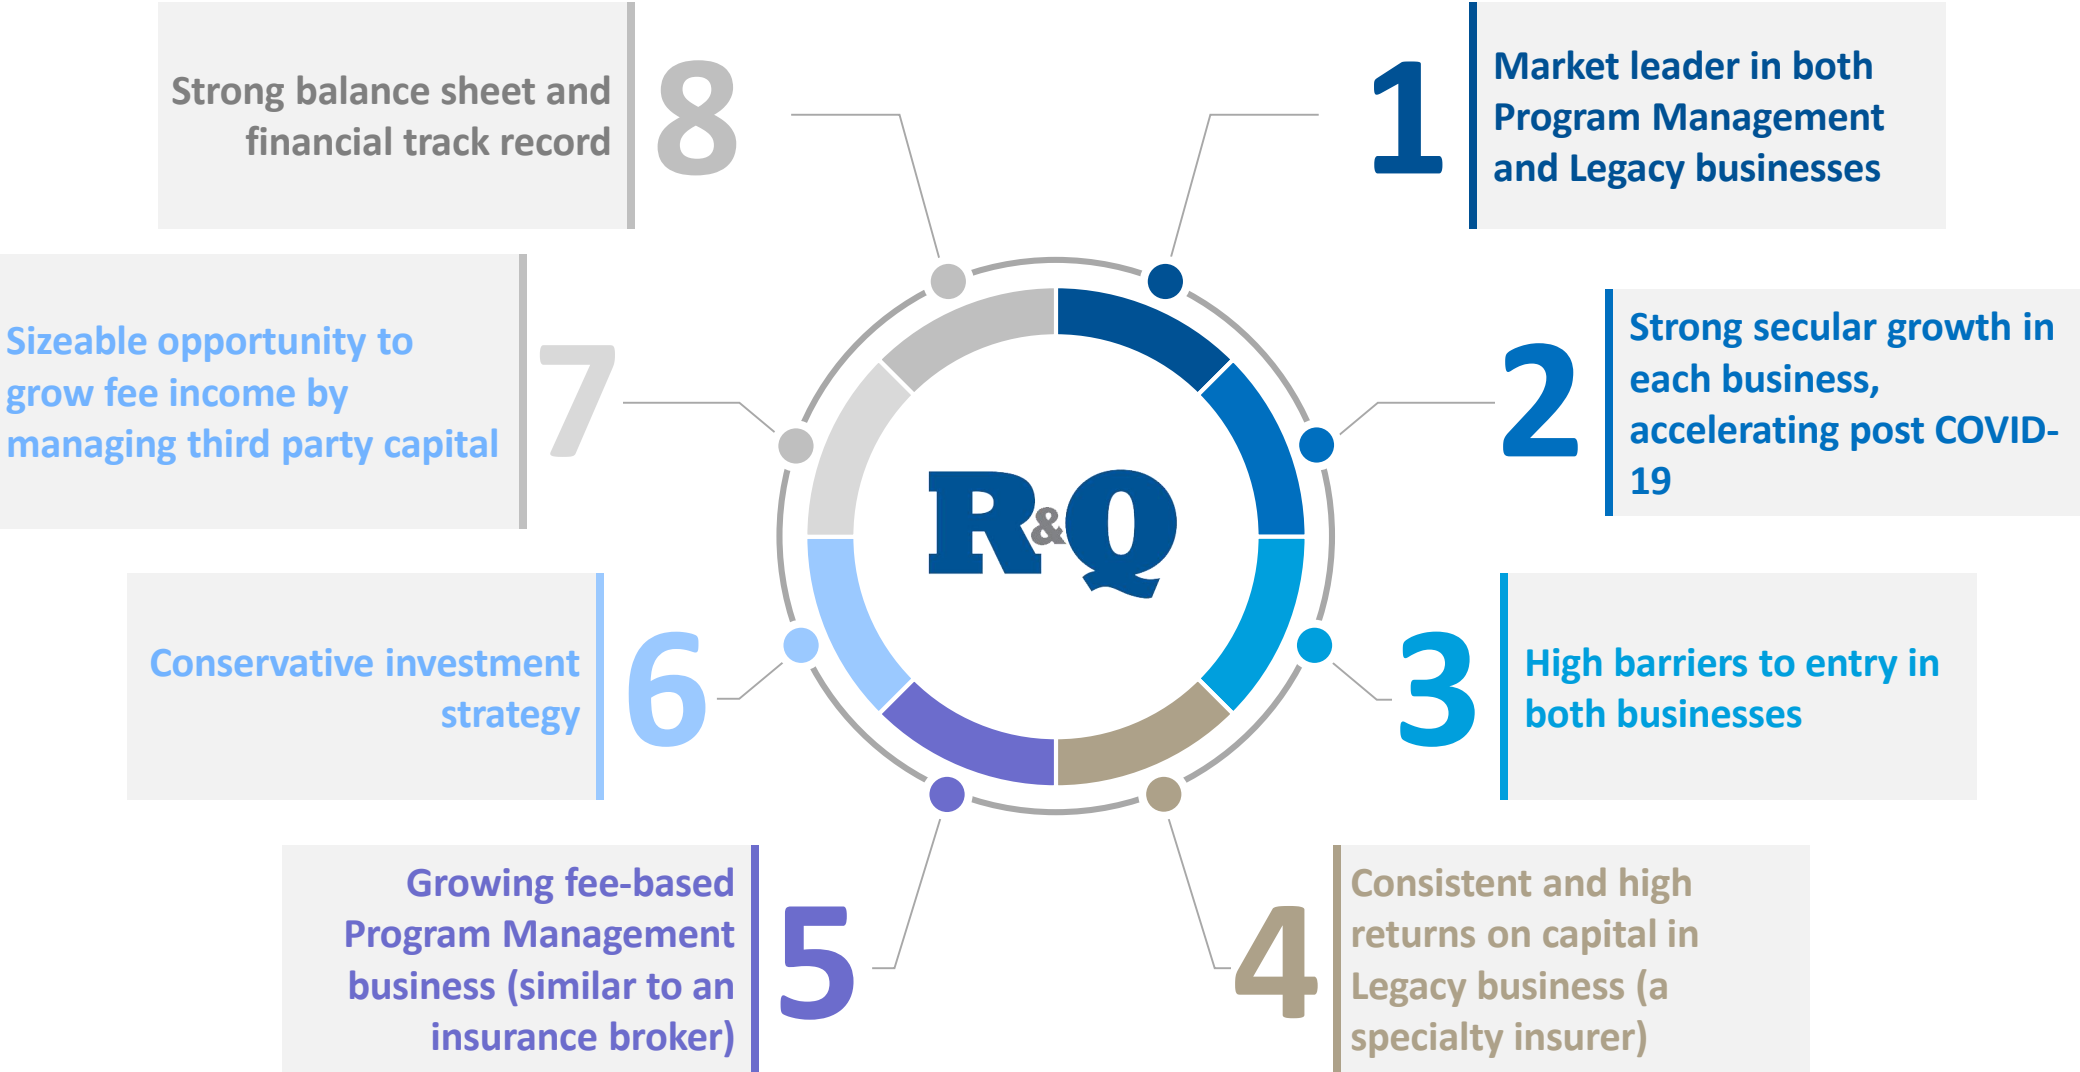 1
Market leader in both
Program Management
and Legacy businesses
2
Strong secular growth in
each business,
accelerating post COVID-
19
3
High barriers to entry in
both businesses
4
Consistent and high
returns on capital in
Legacy business (a
specialty insurer)
5
Growing fee-based
Program Management
business (similar to an
insurance broker)
6
Conservative investment
strategy
7
Sizeable opportunity to
grow fee income by
managing third party capital
8
Strong balance sheet and
financial track record
R&Q